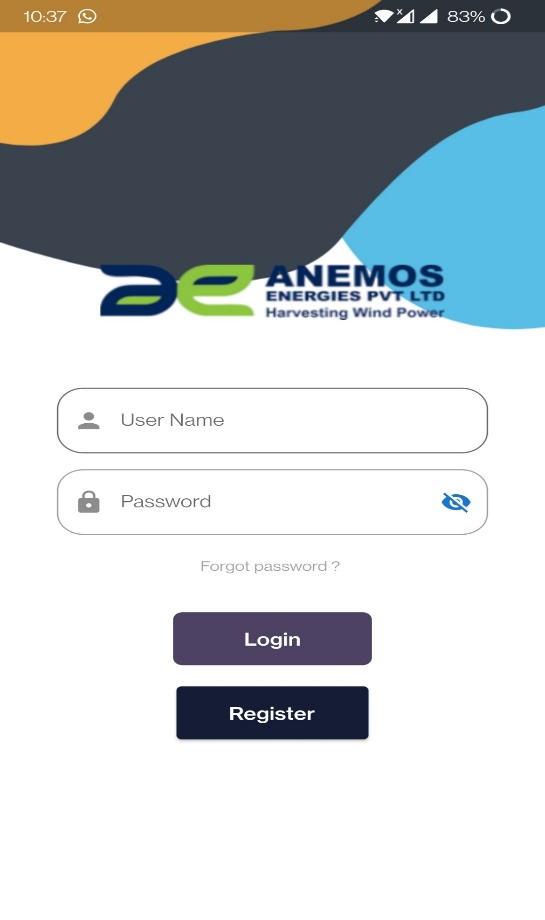 10:37 83%
ANEMOS
ENERGIES PVT LTD
Harvesting Wind Power
User Name
Password
Forgot password ?
Login
Register